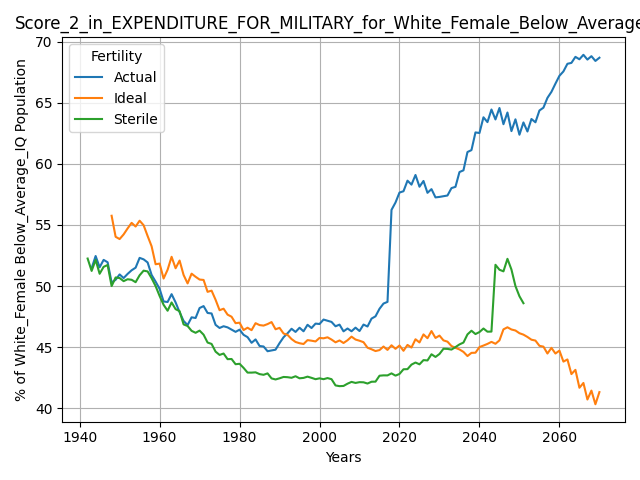 Score_2_in_EXPENDITURE_FOR_MILITARY_for_White_Female_Below_Average
70
65
60
55
50
45
40
% of White_Female Below_Average_IQ Population
Fertility
Actual
Ideal
Sterile
1940 1960 1980 2000 2020 2040 2060
Years